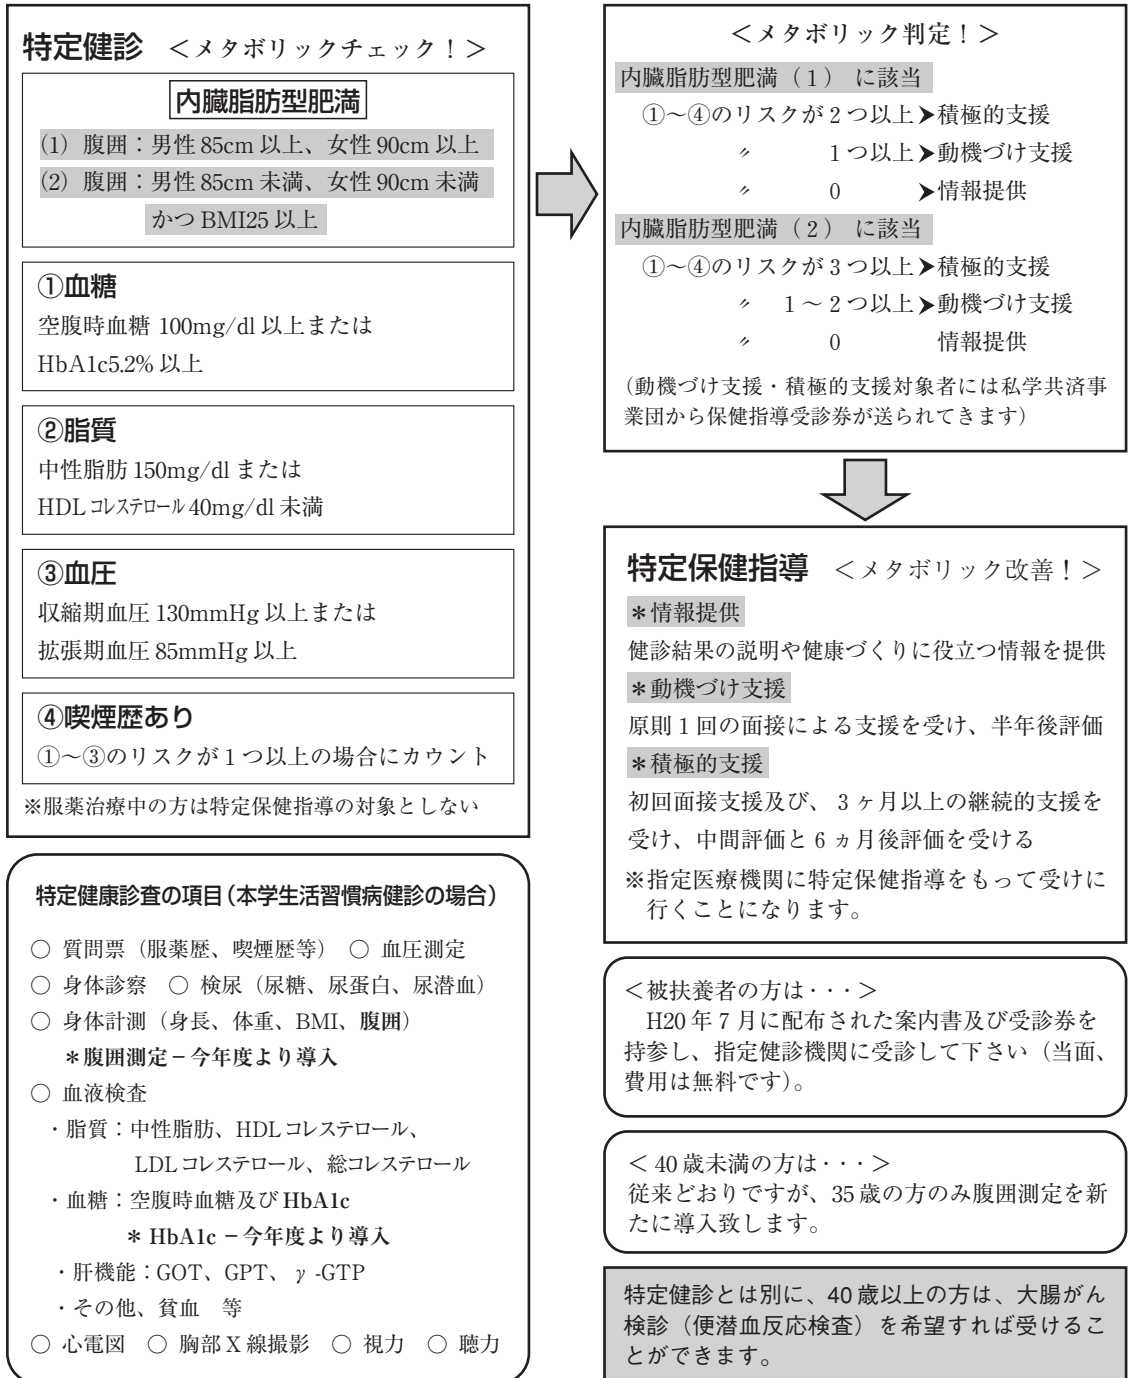 特定健診 <メタボリックチェック！>
内臓脂肪型肥満
(1) 腹囲：男性 85cm 以上、女性 90cm 以上
(2) 腹囲：男性 85cm 未満、女性 90cm 未満
かつ BMI25 以上
①血糖
空腹時血糖 100mg/dl 以上または
HbA1c5.2% 以上
②脂質
中性脂肪 150mg/dl または
HDL コレステロール 40mg/dl 未満
③血圧
収縮期血圧 130mmHg 以上または
拡張期血圧 85mmHg 以上
④喫煙歴あり
①～③のリスクが 1 つ以上の場合にカウント
※服薬治療中の方は特定保健指導の対象としない
特定健康診査の項目（本学生活習慣病健診の場合）
○ 質問票（服薬歴、喫煙歴等） ○ 血圧測定
○ 身体診察 ○ 検尿（尿糖、尿蛋白、尿潜血）
○ 身体計測（身長、体重、BMI、腹囲）
＊腹囲測定－今年度より導入
○ 血液検査
・脂質：中性脂肪、HDL コレステロール、
LDL コレステロール、総コレステロール
・血糖：空腹時血糖及び HbA1c
＊ HbA1c －今年度より導入
・肝機能：GOT、GPT、γ -GTP
・その他、貧血 等
○ 心電図 ○ 胸部 X 線撮影 ○ 視力 ○ 聴力
<メタボリック判定！>
内臓脂肪型肥満（1） に該当
①～④のリスクが 2 つ以上➤積極的支援
〃 1 つ以上➤動機づけ支援
〃 0 ➤情報提供
内臓脂肪型肥満（2） に該当
①～④のリスクが 3 つ以上➤積極的支援
〃 1 ～ 2 つ以上➤動機づけ支援
〃 0 情報提供
（動機づけ支援・積極的支援対象者には私学共済事
業団から保健指導受診券が送られてきます）
特定保健指導 <メタボリック改善！>
＊情報提供
健診結果の説明や健康づくりに役立つ情報を提供
＊動機づけ支援
原則 1 回の面接による支援を受け、半年後評価
＊積極的支援
初回面接支援及び、3 ヶ月以上の継続的支援を
受け、中間評価と 6 ヵ月後評価を受ける
※指定医療機関に特定保健指導をもって受けに
行くことになります。
<被扶養者の方は・・・>
H20 年 7 月に配布された案内書及び受診券を
持参し、指定健診機関に受診して下さい（当面、
費用は無料です）。
< 40 歳未満の方は・・・>
従来どおりですが、35 歳の方のみ腹囲測定を新
たに導入致します。
特定健診とは別に、40 歳以上の方は、大腸がん
検診（便潜血反応検査）を希望すれば受けるこ
とができます。